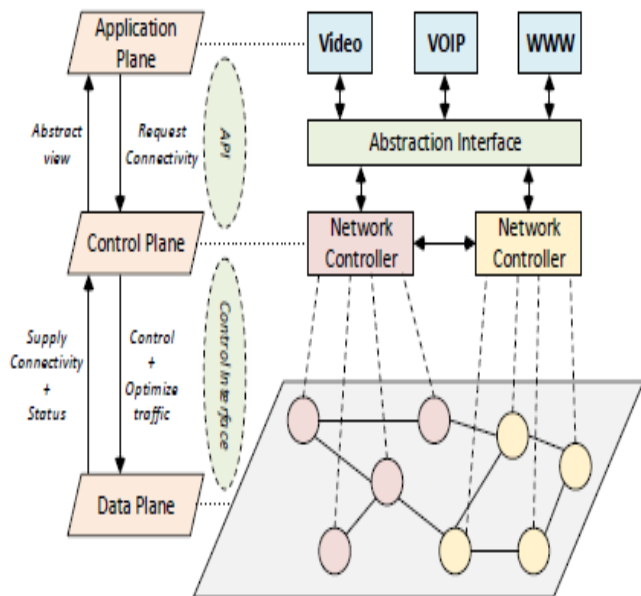 Application
Plane
Video
VOIP
WWW
Abstract
view
Request
Connectivity
API
Abstraction Interface
Control Plane
Network
Controller
Network
Controller
Supply
Connectivity
+
Status
Control
+
Optimize
traffic
Control Interface
Data Plane